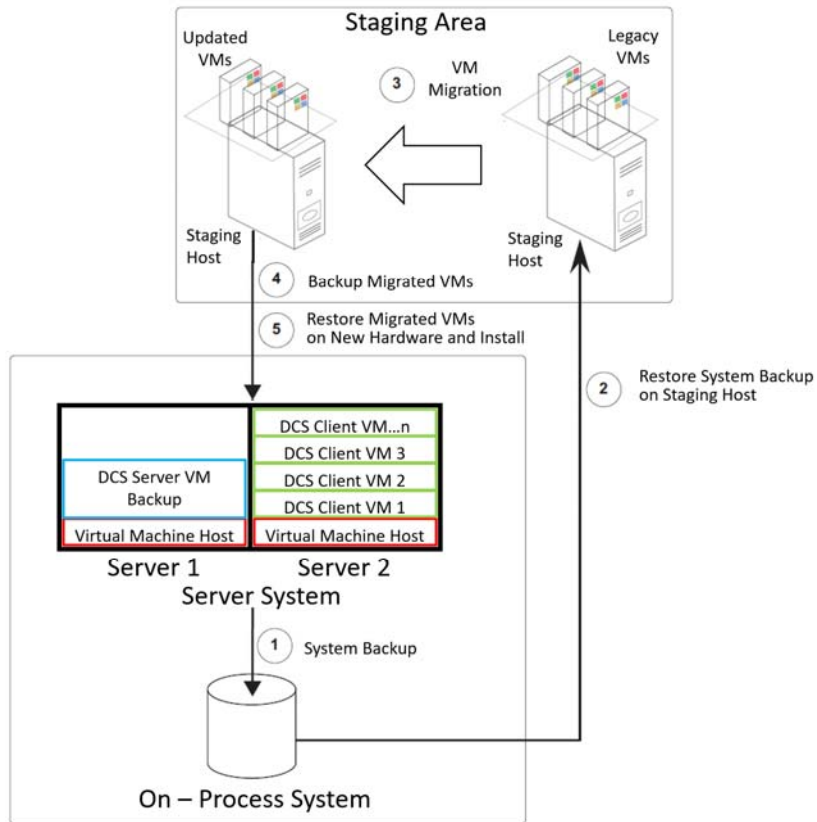 Staging Area
Updated
VMs
3
VM
Migration
Legacy
VMs
Staging
Host
Staging
Host
4
Backup Migrated VMs
5
Restore Migrated VMs
on New Hardware and Install
2
Restore System Backup
on Staging Host
DCS Server VM
Backup
Virtual Machine Host
DCS Client VM...n
DCS Client VM 3
DCS Client VM 2
DCS Client VM 1
Virtual Machine Host
Server 1
Server 2
Server System
1
System Backup
On – Process System